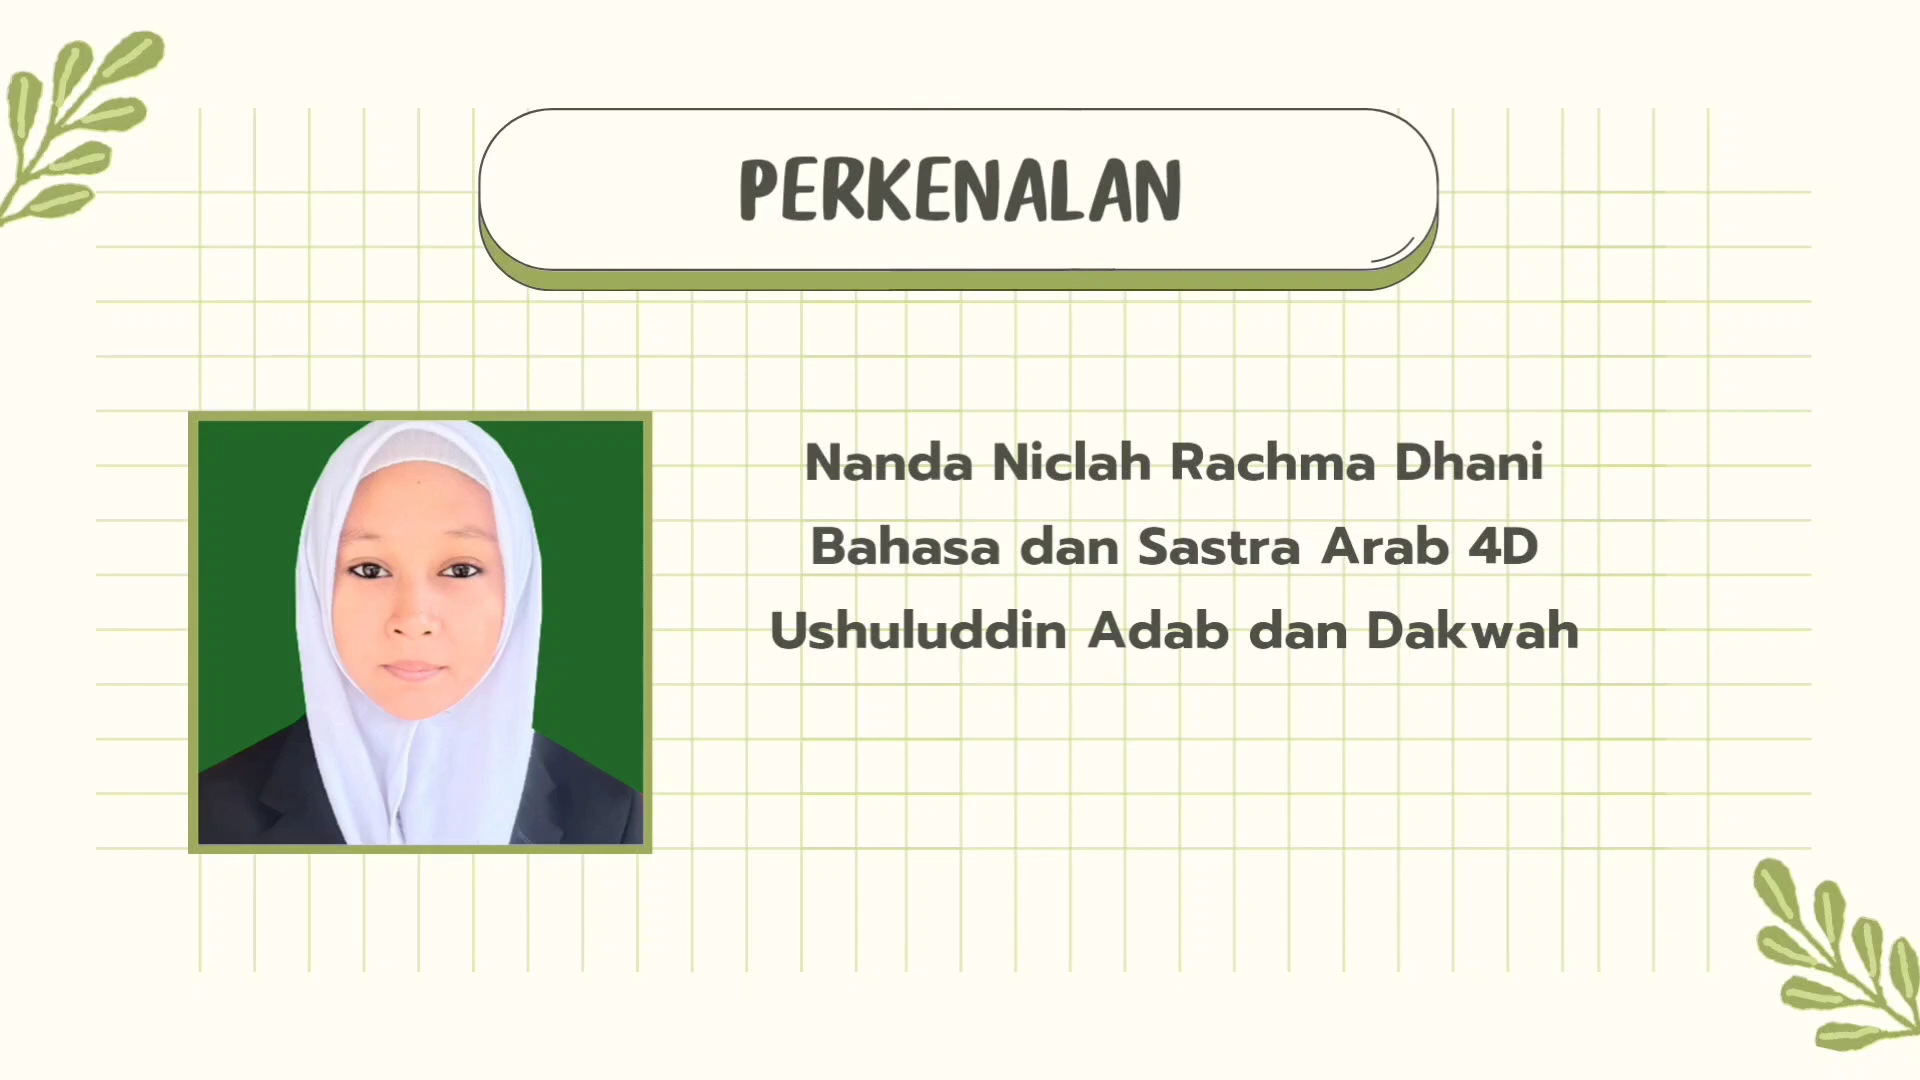 PERKENALAN
Nanda Niclah Rachma Dhani
Bahasa dan Sastra Arab 4D
Ushuluddin Adab dan Dakwah